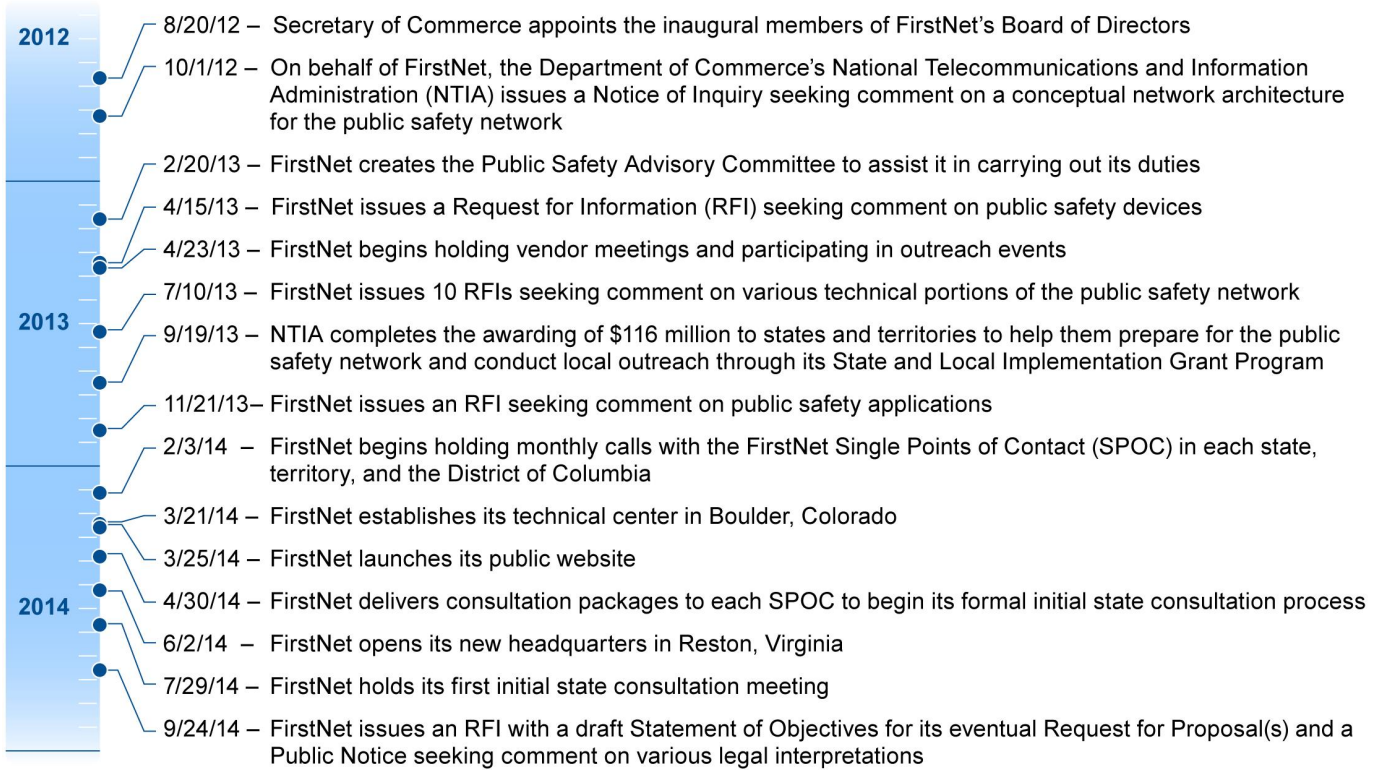 2012
8/20/12 – Secretary of Commerce appoints the inaugural members of FirstNet’s Board of Directors
10/1/12 – On behalf of FirstNet, the Department of Commerce’s National Telecommunications and Information
Administration (NTIA) issues a Notice of Inquiry seeking comment on a conceptual network architecture
for the public safety network
2013
2/20/13 – FirstNet creates the Public Safety Advisory Committee to assist it in carrying out its duties
4/15/13 – FirstNet issues a Request for Information (RFI) seeking comment on public safety devices
4/23/13 – FirstNet begins holding vendor meetings and participating in outreach events
7/10/13 – FirstNet issues 10 RFIs seeking comment on various technical portions of the public safety network
9/19/13 – NTIA completes the awarding of $116 million to states and territories to help them prepare for the public
safety network and conduct local outreach through its State and Local Implementation Grant Program
11/21/13– FirstNet issues an RFI seeking comment on public safety applications
2014
2/3/14 – FirstNet begins holding monthly calls with the FirstNet Single Points of Contact (SPOC) in each state,
territory, and the District of Columbia
3/21/14 – FirstNet establishes its technical center in Boulder, Colorado
3/25/14 – FirstNet launches its public website
4/30/14 – FirstNet delivers consultation packages to each SPOC to begin its formal initial state consultation process
6/2/14 – FirstNet opens its new headquarters in Reston, Virginia
7/29/14 – FirstNet holds its first initial state consultation meeting
9/24/14 – FirstNet issues an RFI with a draft Statement of Objectives for its eventual Request for Proposal(s) and a
Public Notice seeking comment on various legal interpretations